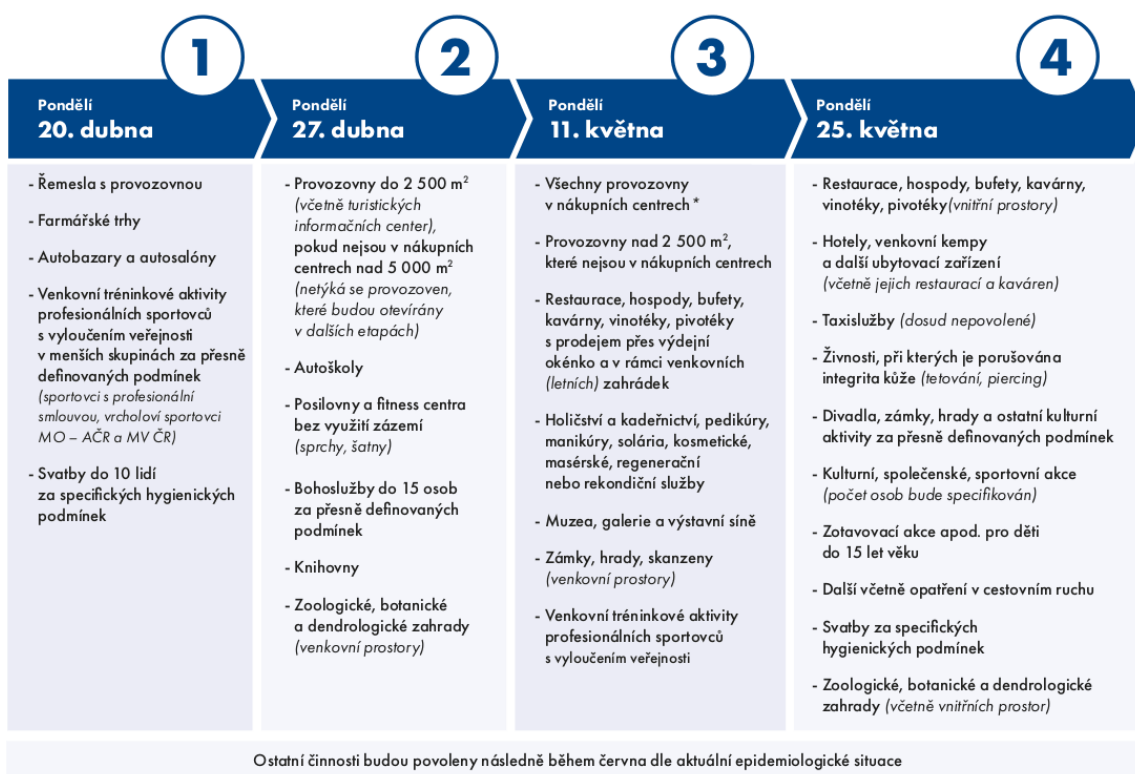 1
Pondělí
20. dubna
- Řemesla s provozovnou
- Farmářské trhy
- Autobazary a autosalóny
- Venkovní tréninkové aktivity
profesionálních sportovců
s vyloučením veřejnosti
v menších skupinách za přesně
definovaných podmínek
(sportovci s profesionální
smlouvou, vrcholoví sportovci
MO – AČR a MV ČR)
- Svatby do 10 lidí
za specifických hygienických
podmínek
2
Pondělí
27. dubna
- Provozovny do 2 500 m²
(včetně turistických
informačních center),
pokud nejsou v nákupních
centrech nad 5 000 m²
(netýká se provozoven,
které budou otevírány
v dalších etapách)
- Autoškoly
- Posilovny a fitness centra
bez využití zázemí
(sprchy, šatny)
- Bohoslužby do 15 osob
za přesně definovaných
podmínek
- Knihovny
- Zoologické, botanické
a dendrologické zahrady
(venkovní prostory)
3
Pondělí
11. května
- Všechny provozovny
v nákupních centrech*
- Provozovny nad 2 500 m²,
které nejsou v nákupních centrech
- Restaurace, hospody, bufety,
kavárny, vinotéky, pivotéky
s prodejem přes výdejní
okénko a v rámci venkovních
(letních) zahrádek
- Holičství a kadeřnictví, pedikúry,
manikúry, solária, kosmetické,
masérské, regenerační
nebo rekondiční služby
- Muzea, galerie a výstavní síně
- Zámky, hrady, skanzeny
(venkovní prostory)
- Venkovní tréninkové aktivity
profesionálních sportovců
s vyloučením veřejnosti
4
Pondělí
25. května
- Restaurace, hospody, bufety, kavárny,
vinotéky, pivotéky(vnitřní prostory)
- Hotely, venkovní kempy
a další ubytovací zařízení
(včetně jejich restaurací a kaváren)
- Taxislužby (dosud nepovolené)
- Živnosti, při kterých je porušována
integrita kůže (tetování, piercing)
- Divadla, zámky, hrady a ostatní kulturní
aktivity za přesně definovaných podmínek
- Kulturní, společenské, sportovní akce
(počet osob bude specifikován)
- Zotavovací akce apod. pro děti
do 15 let věku
- Další včetně opatření v cestovním ruchu
- Svatby za specifických
hygienických podmínek
- Zoologické, botanické a dendrologické
zahrady (včetně vnitřních prostor)
Ostatní činnosti budou povoleny následně během června dle aktuální epidemiologické situace